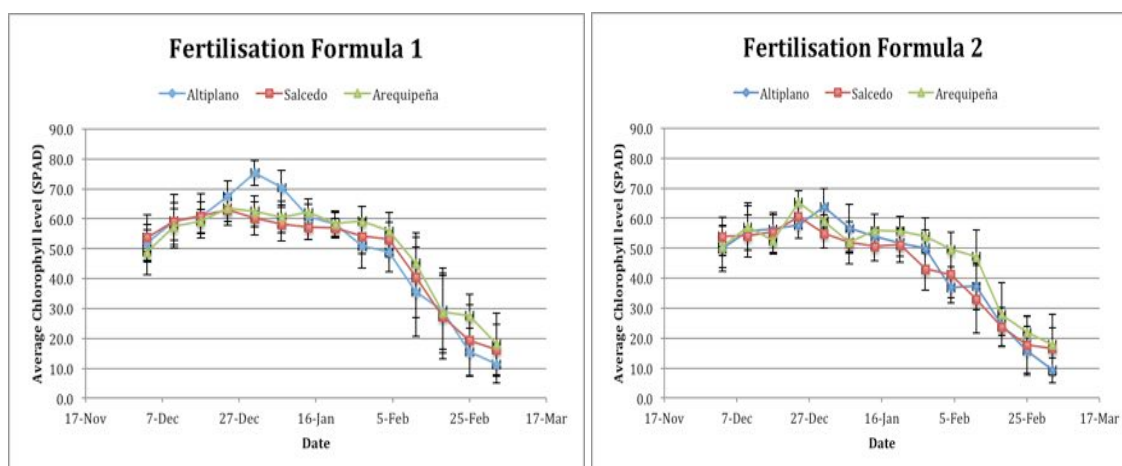 Fertilisation Formula 1
Altiplano Salcedo Arequipeña
Average Chlorophyll level (SPAD)
90.0
80.0
70.0
60.0
50.0
40.0
30.0
20.0
10.0
0.0
17-Nov 7-Dec 27-Dec 16-Jan 5-Feb 25-Feb 17-Mar
Date
Fertilisation Formula 2
Altiplano Salcedo Arequipeña
Average Chlorophyll level (SPAD)
90.0
80.0
70.0
60.0
50.0
40.0
30.0
20.0
10.0
0.0
17-Nov 7-Dec 27-Dec 16-Jan 5-Feb 25-Feb 17-Mar
Date